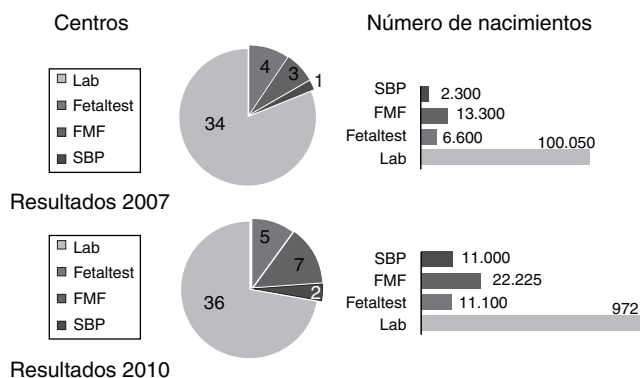 Centros
Número de nacimientos
Lab
Fetaltest
FMF
SBP
4
3
1
34
SBP 2.300
FMF 13.300
Fetaltest 6.600
Lab 100.050
Resultados 2007
Lab
Fetaltest
FMF
SBP
5
7
2
36
SBP 11.000
FMF 22.225
Fetaltest 11.100
Lab 972
Resultados 2010